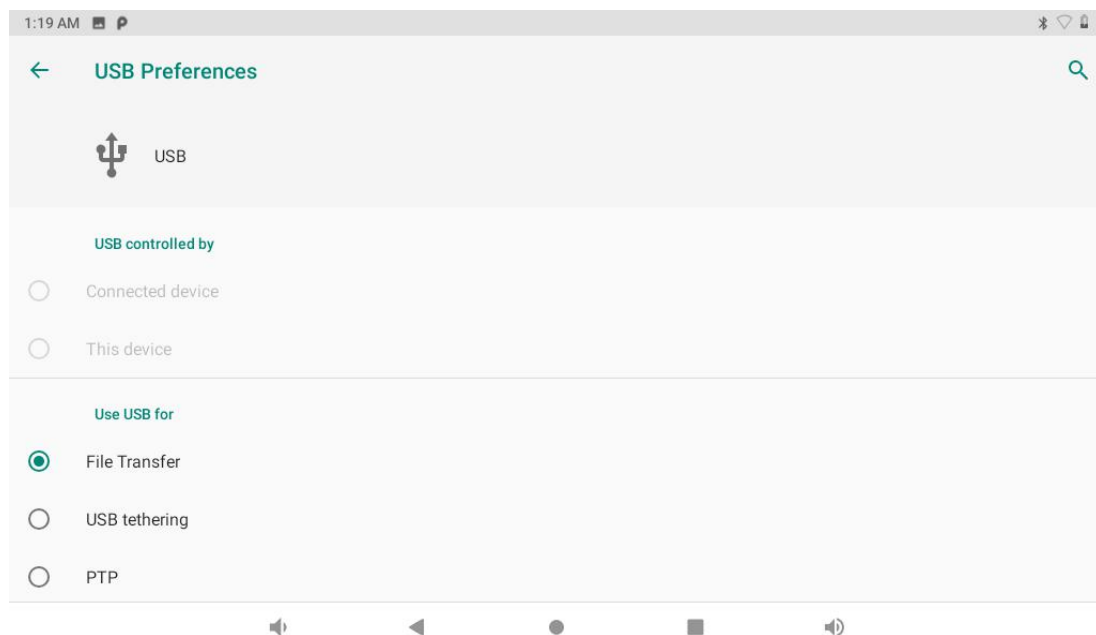 1:19 AM
USB Preferences
USB
USB controlled by
Connected device
This device
Use USB for
File Transfer
USB tethering
PTP